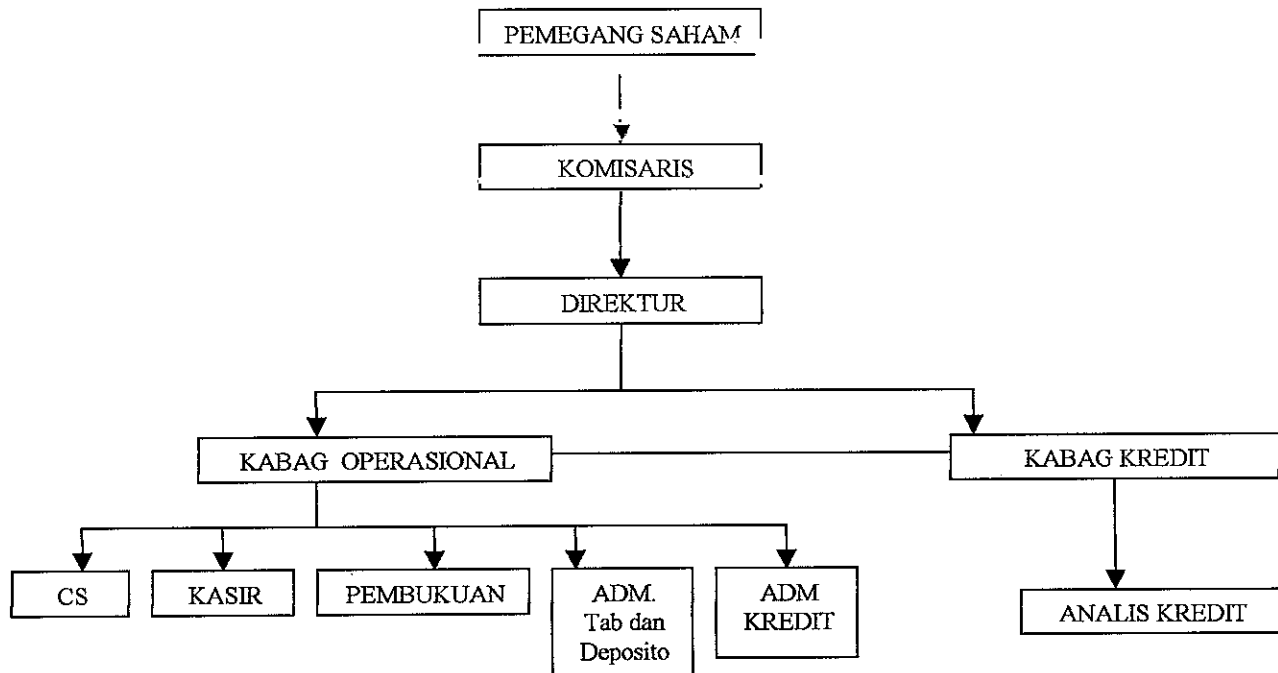 PEMEGANG SAHAM
KOMISARIS
DIREKTUR
KABAG OPERASIONAL
KABAG KREDIT
CS
KASIR
PEMBUKUAN
ADM.
Tab dan
Deposito
ADM
KREDIT
ANALIS KREDIT